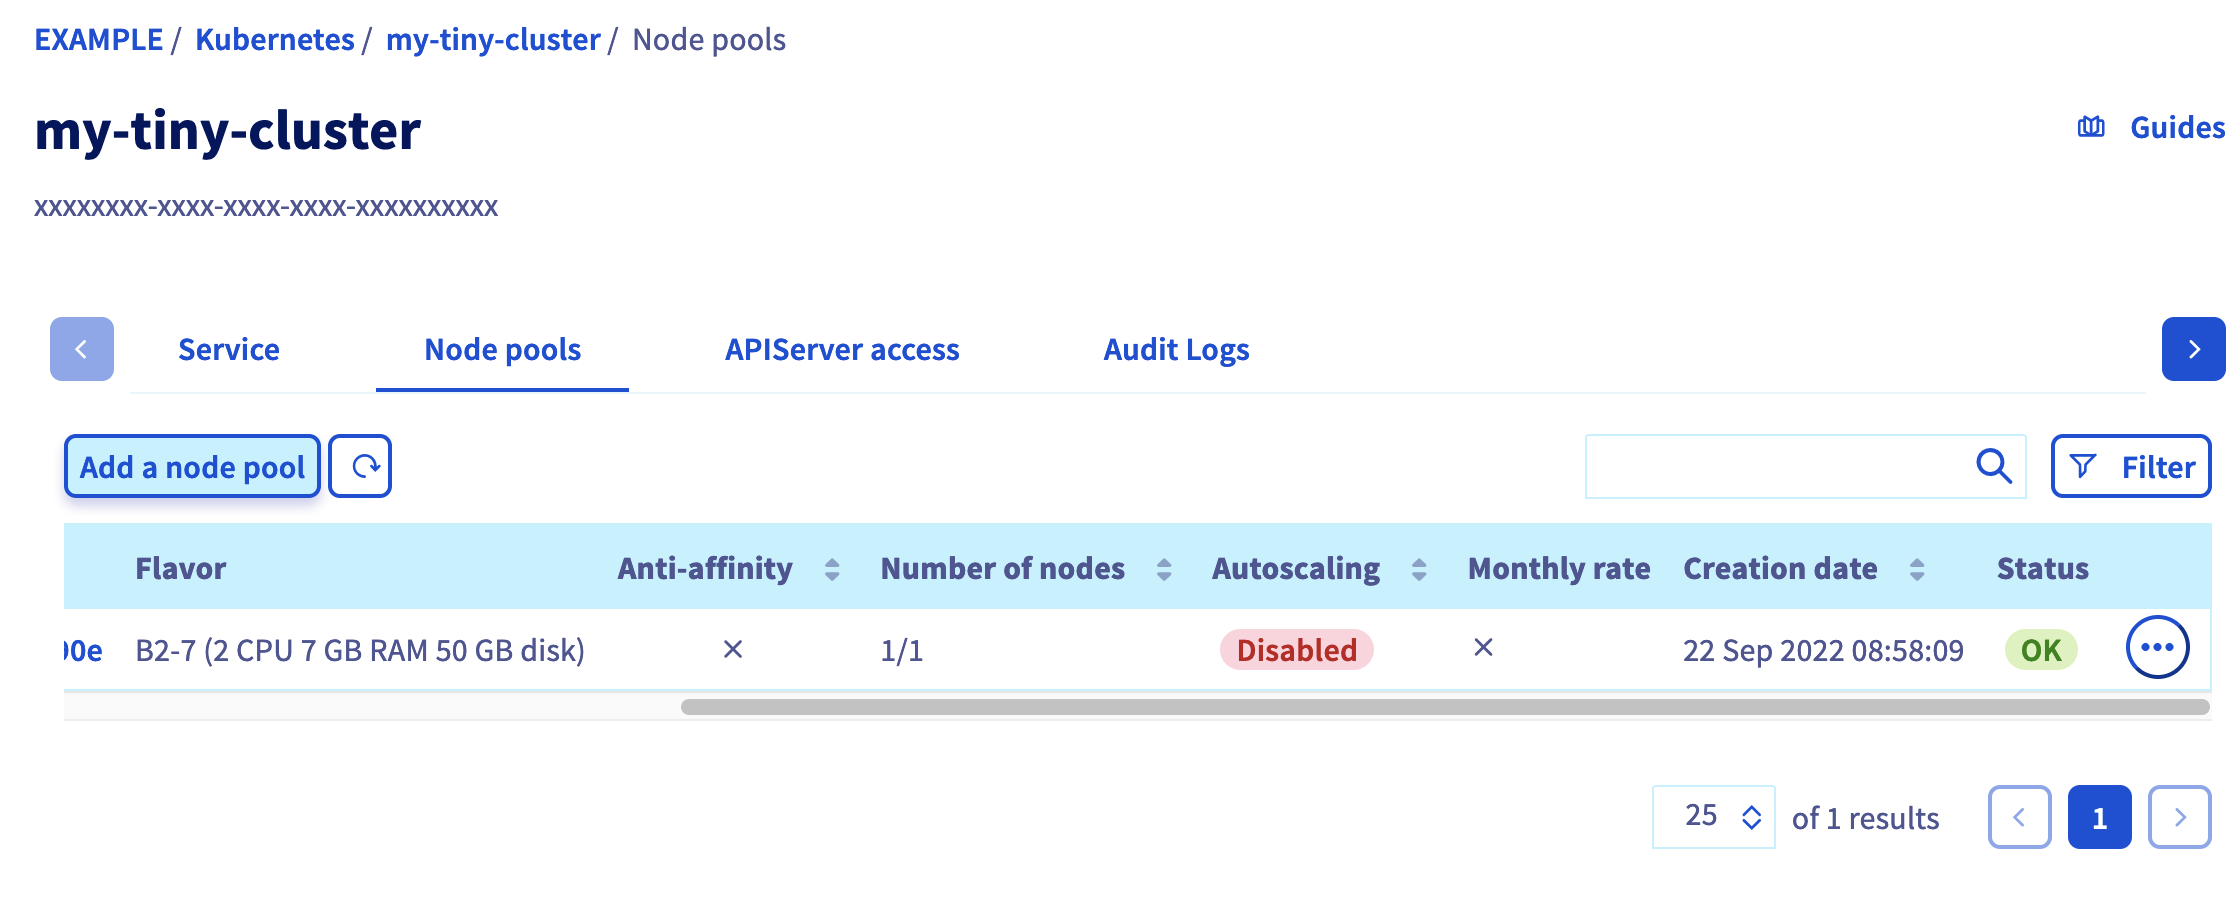 EXAMPLE / Kubernetes / my-tiny-cluster / Node pools
my-tiny-cluster
Guides
xxxxxxxx-xxxx-xxxx-xxxx-xxxxxxxxxx
Service Node pools APIServer access Audit Logs
Add a node pool Filter
Flavor Anti-affinity Number of nodes Autoscaling Monthly rate Creation date Status
00e B2-7 (2 CPU 7 GB RAM 50 GB disk) 1/1 Disabled 22 Sep 2022 08:58:09 OK
25 of 1 results 1